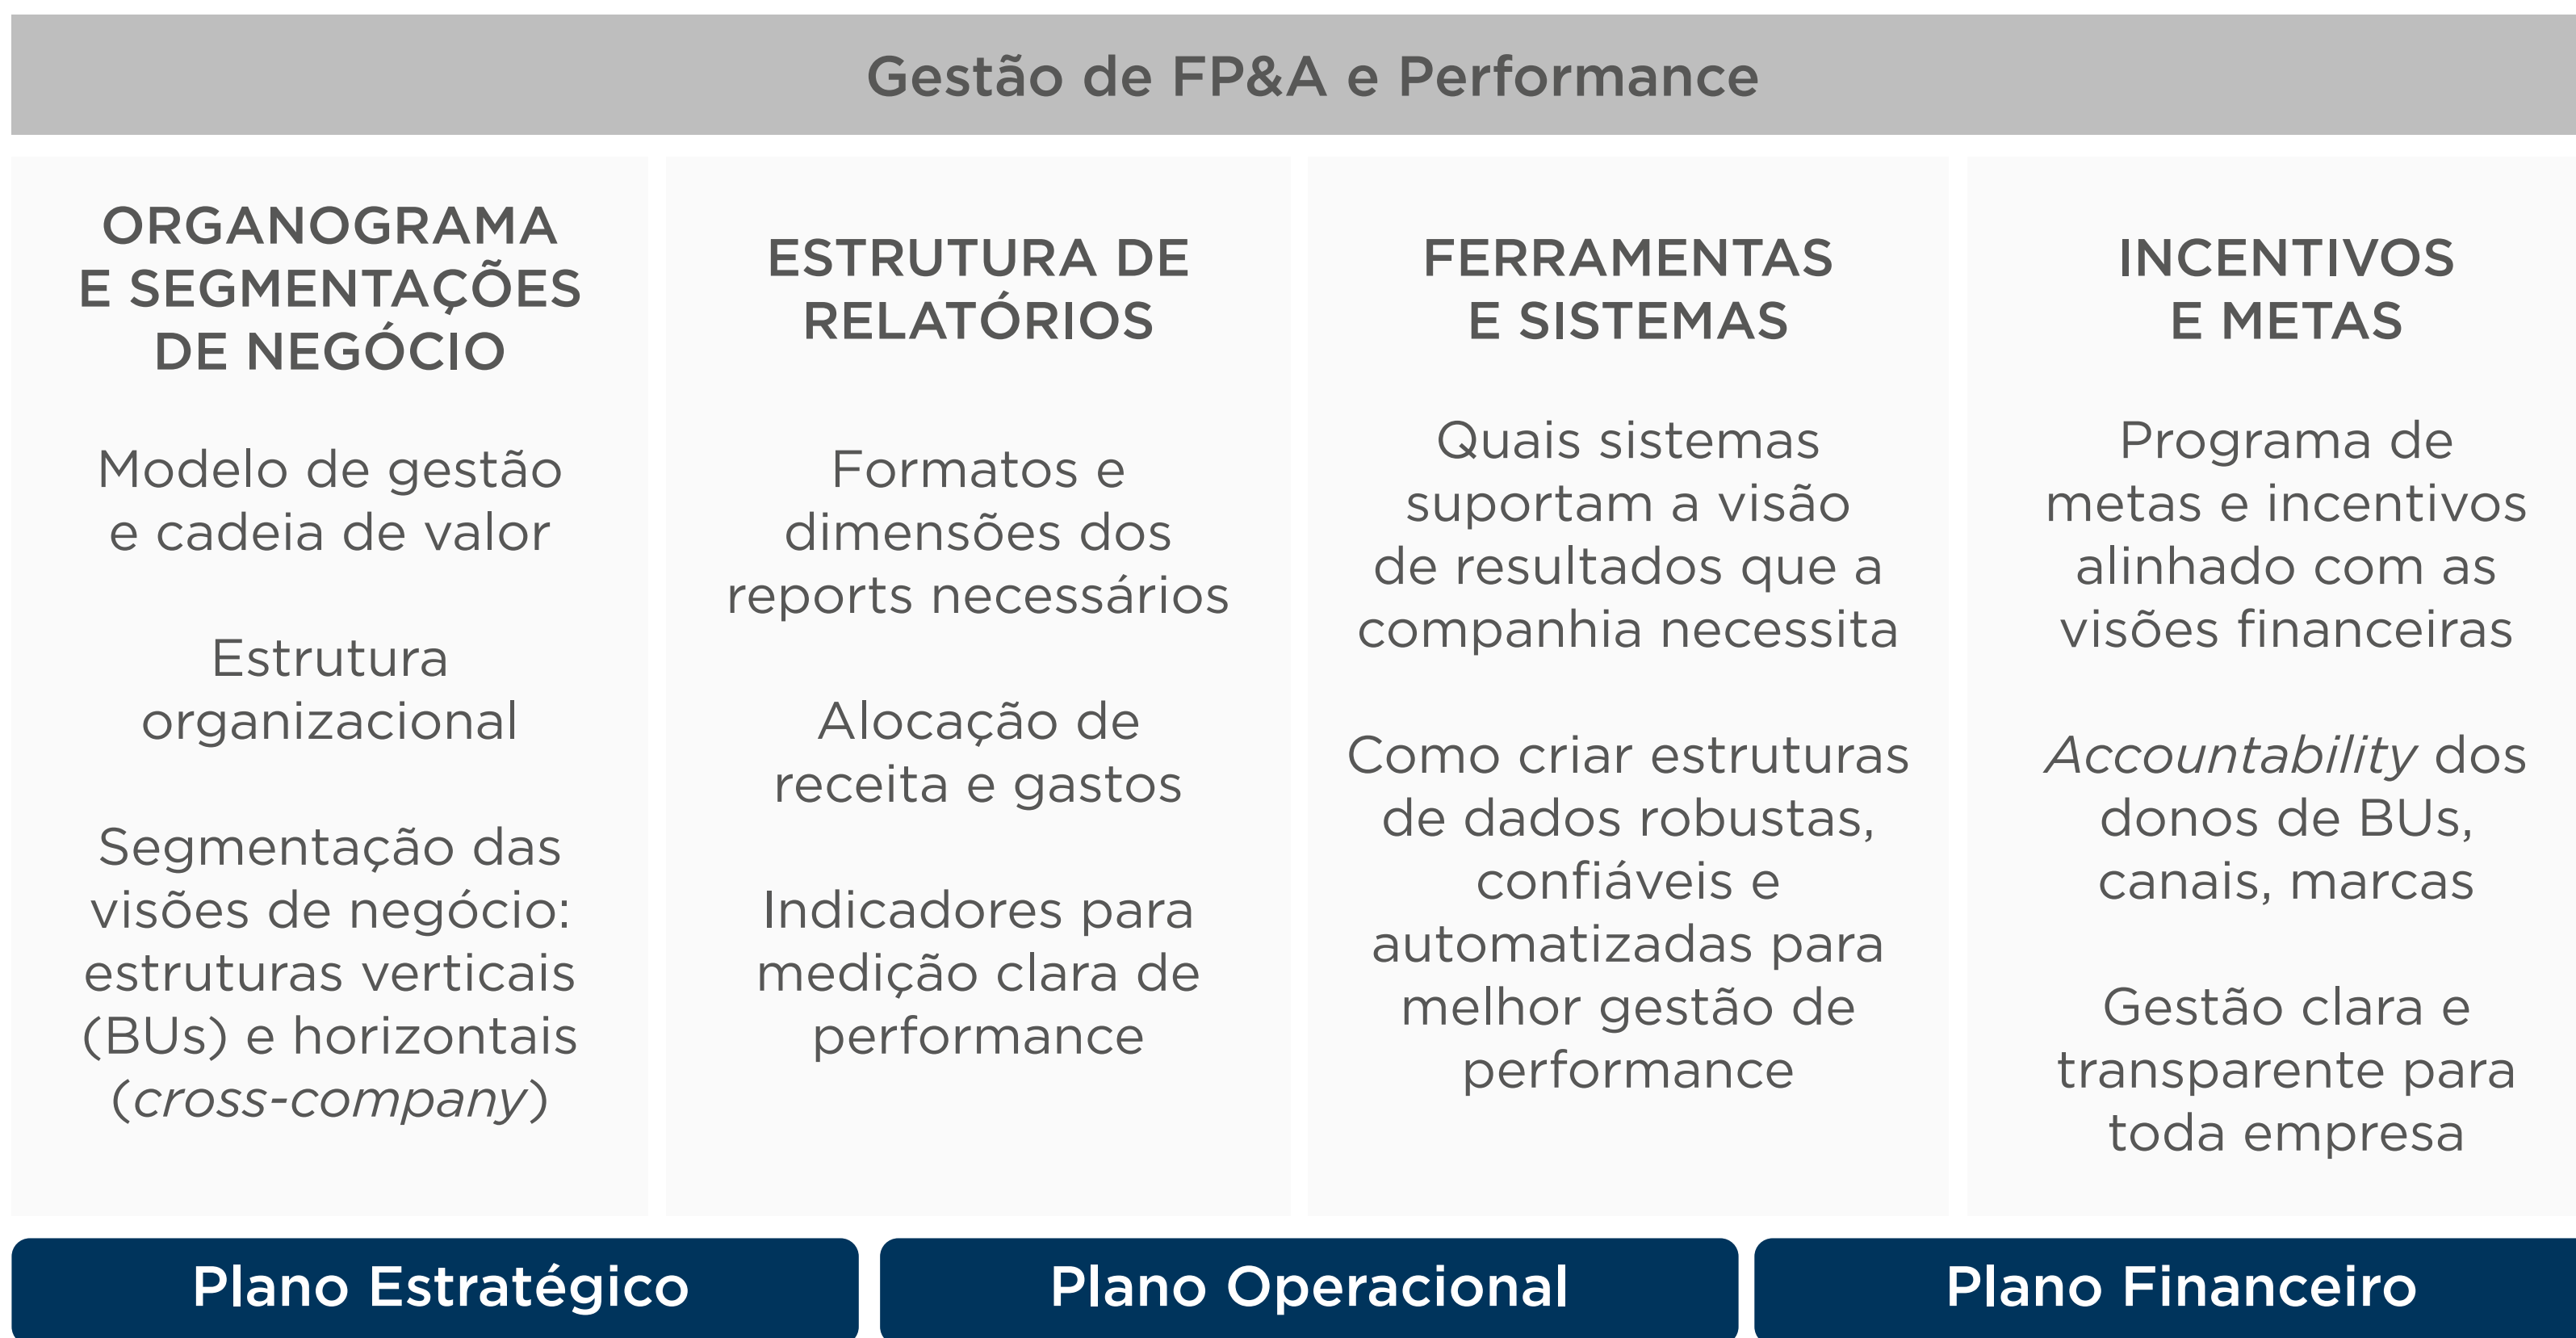 Gestão de FP&A e Performance
ORGANOGRAMA
E SEGMENTAÇÕES
DE NEGÓCIO
Modelo de gestão
e cadeia de valor
Estrutura
organizacional
Segmentação das
visões de negócio:
estruturas verticais
(BUs) e horizontais
(cross-company)
ESTRUTURA DE
RELATÓRIOS
Formatos e
dimensões dos
reports necessários
Alocação de
receita e gastos
Indicadores para
medição clara de
performance
FERRAMENTAS
E SISTEMAS
Quais sistemas
suportam a visão
de resultados que a
companhia necessita
Como criar estruturas
de dados robustas,
confiáveis e
automatizadas para
melhor gestão de
performance
INCENTIVOS
E METAS
Programa de
metas e incentivos
alinhado com as
visões financeiras
Accountability dos
donos de BUs,
canais, marcas
Gestão clara e
transparente para
toda empresa
Plano Estratégico
Plano Operacional
Plano Financeiro